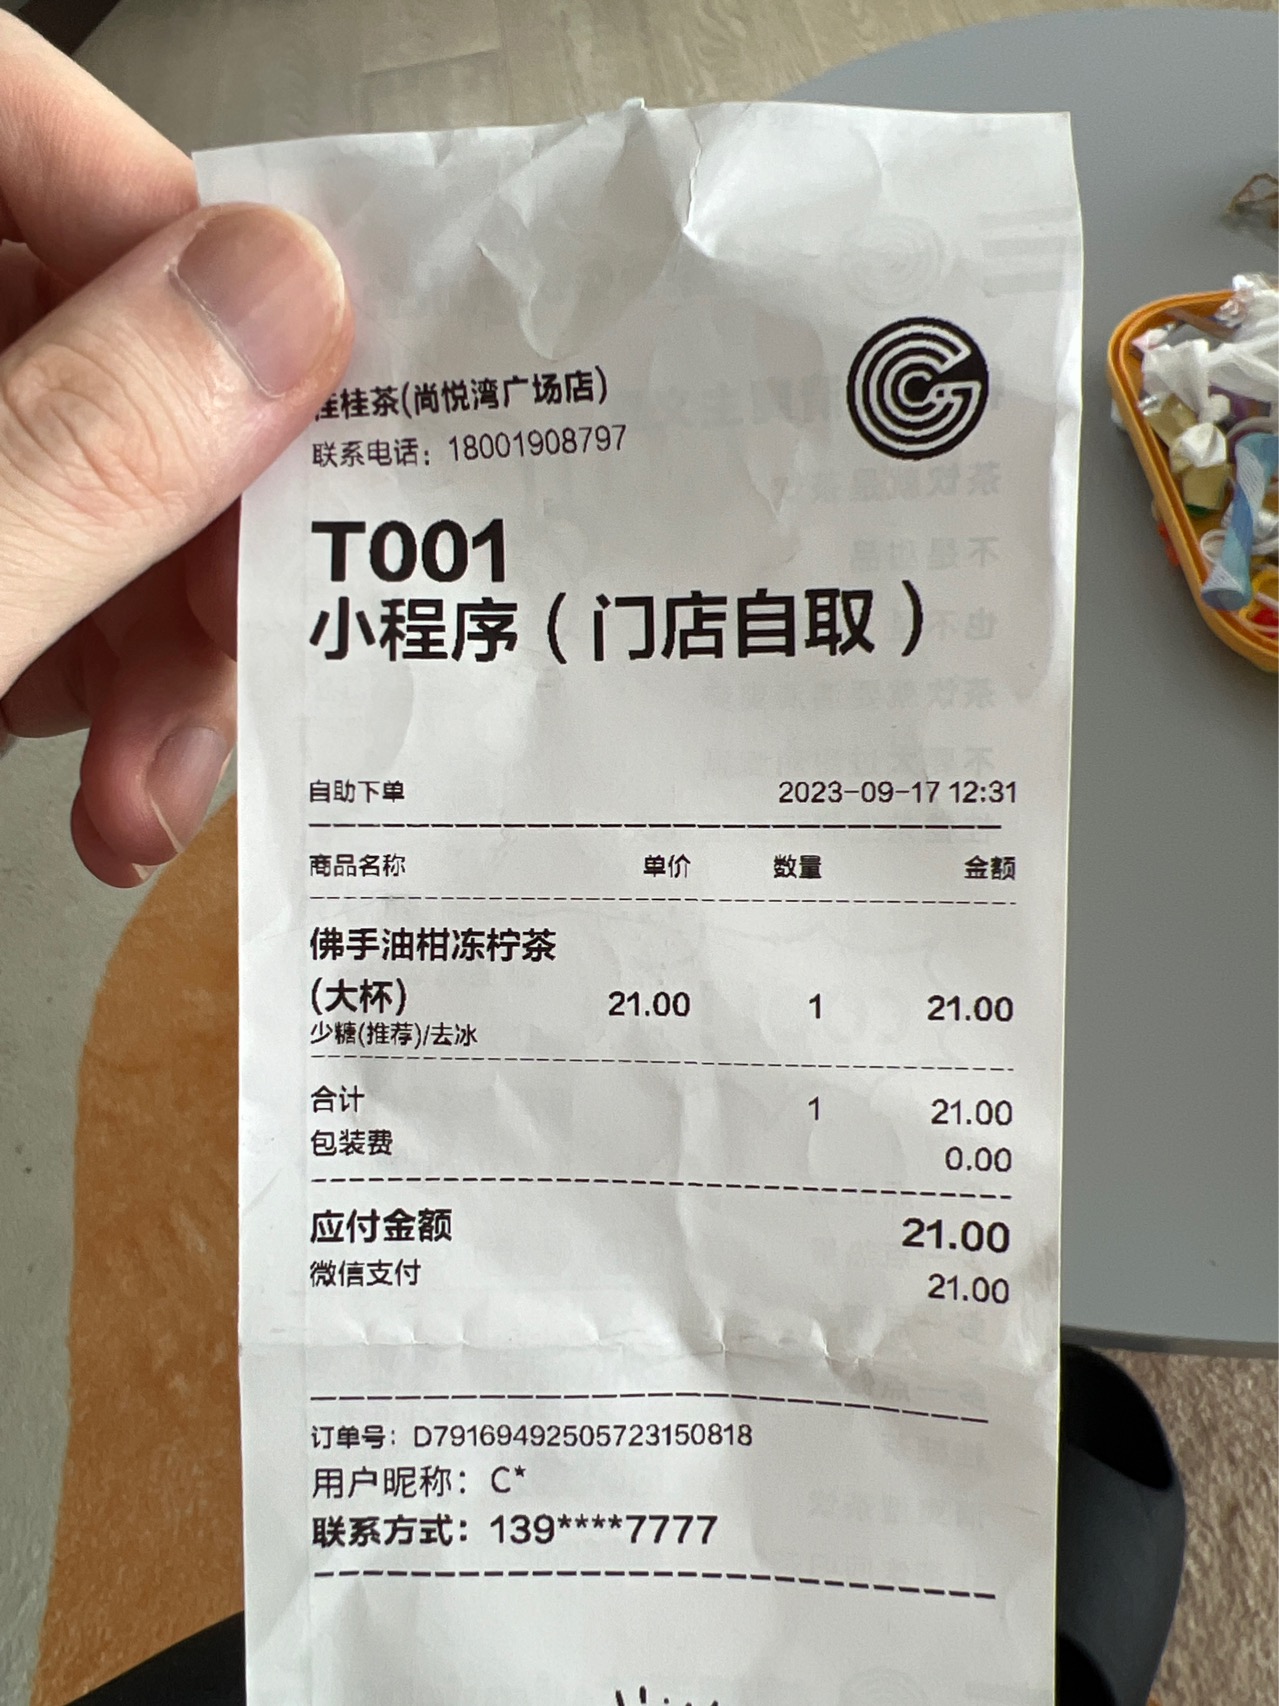 桂桂茶(尚悦湾广场店)
联系电话：18001908797
T001
小程序（门店自取）
自助下单 2023-09-17 12:31
商品名称 单价 数量 金额
佛手油柑冻柠茶
(大杯) 21.00 1 21.00
少糖(推荐)/去冰
合计 1 21.00
包装费 0.00
应付金额 21.00
微信支付 21.00
订单号：D79169492505723150818
用户昵称：C*
联系方式：139****7777